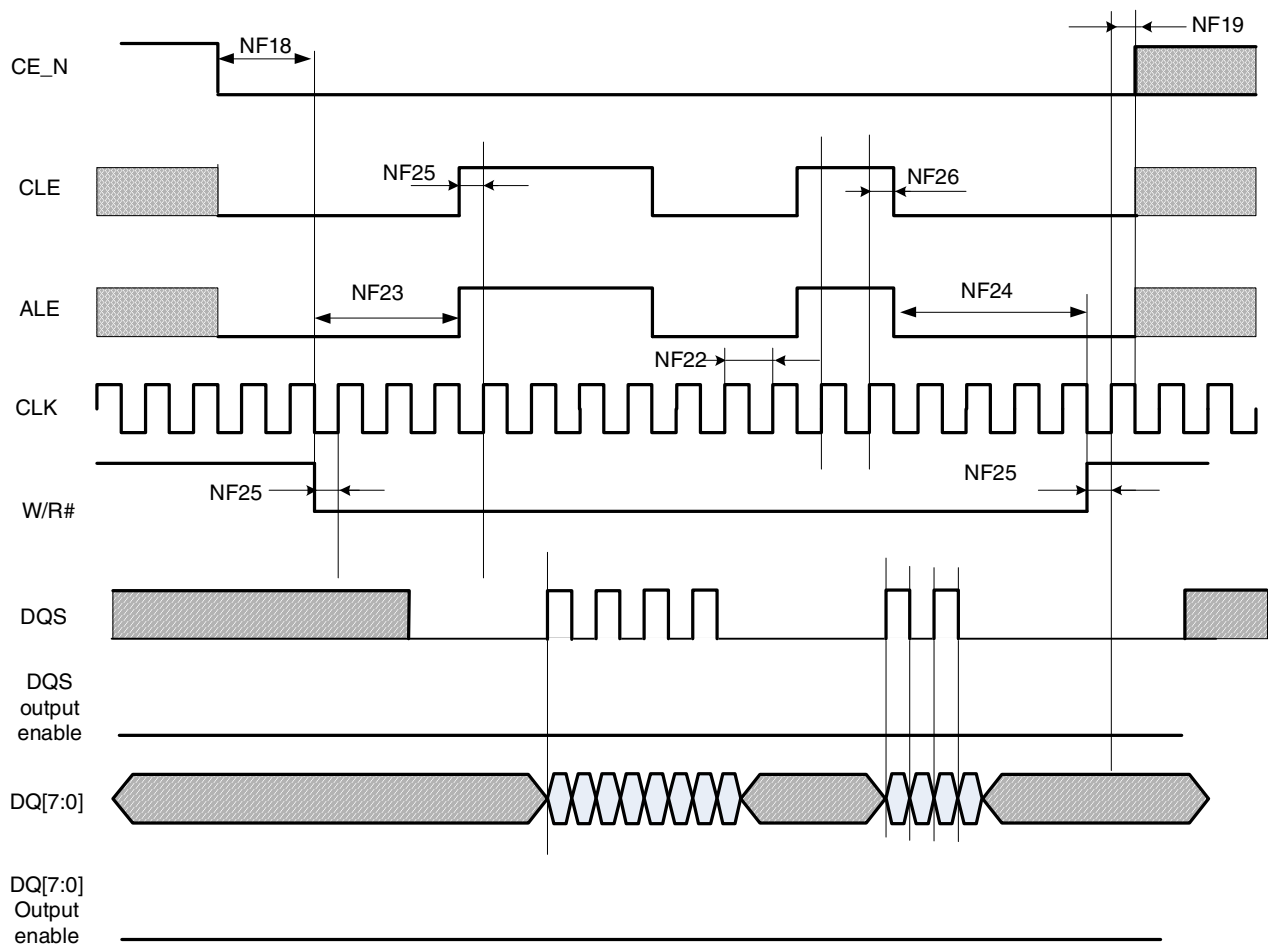 NF19
NF18
CE_N
NF25
NF26
CLE
NF23
NF24
ALE
NF22
CLK
NF25
NF25
W/R#
DQS
DQS
output
enable
DQ[7:0]
DQ[7:0]
Output
enable